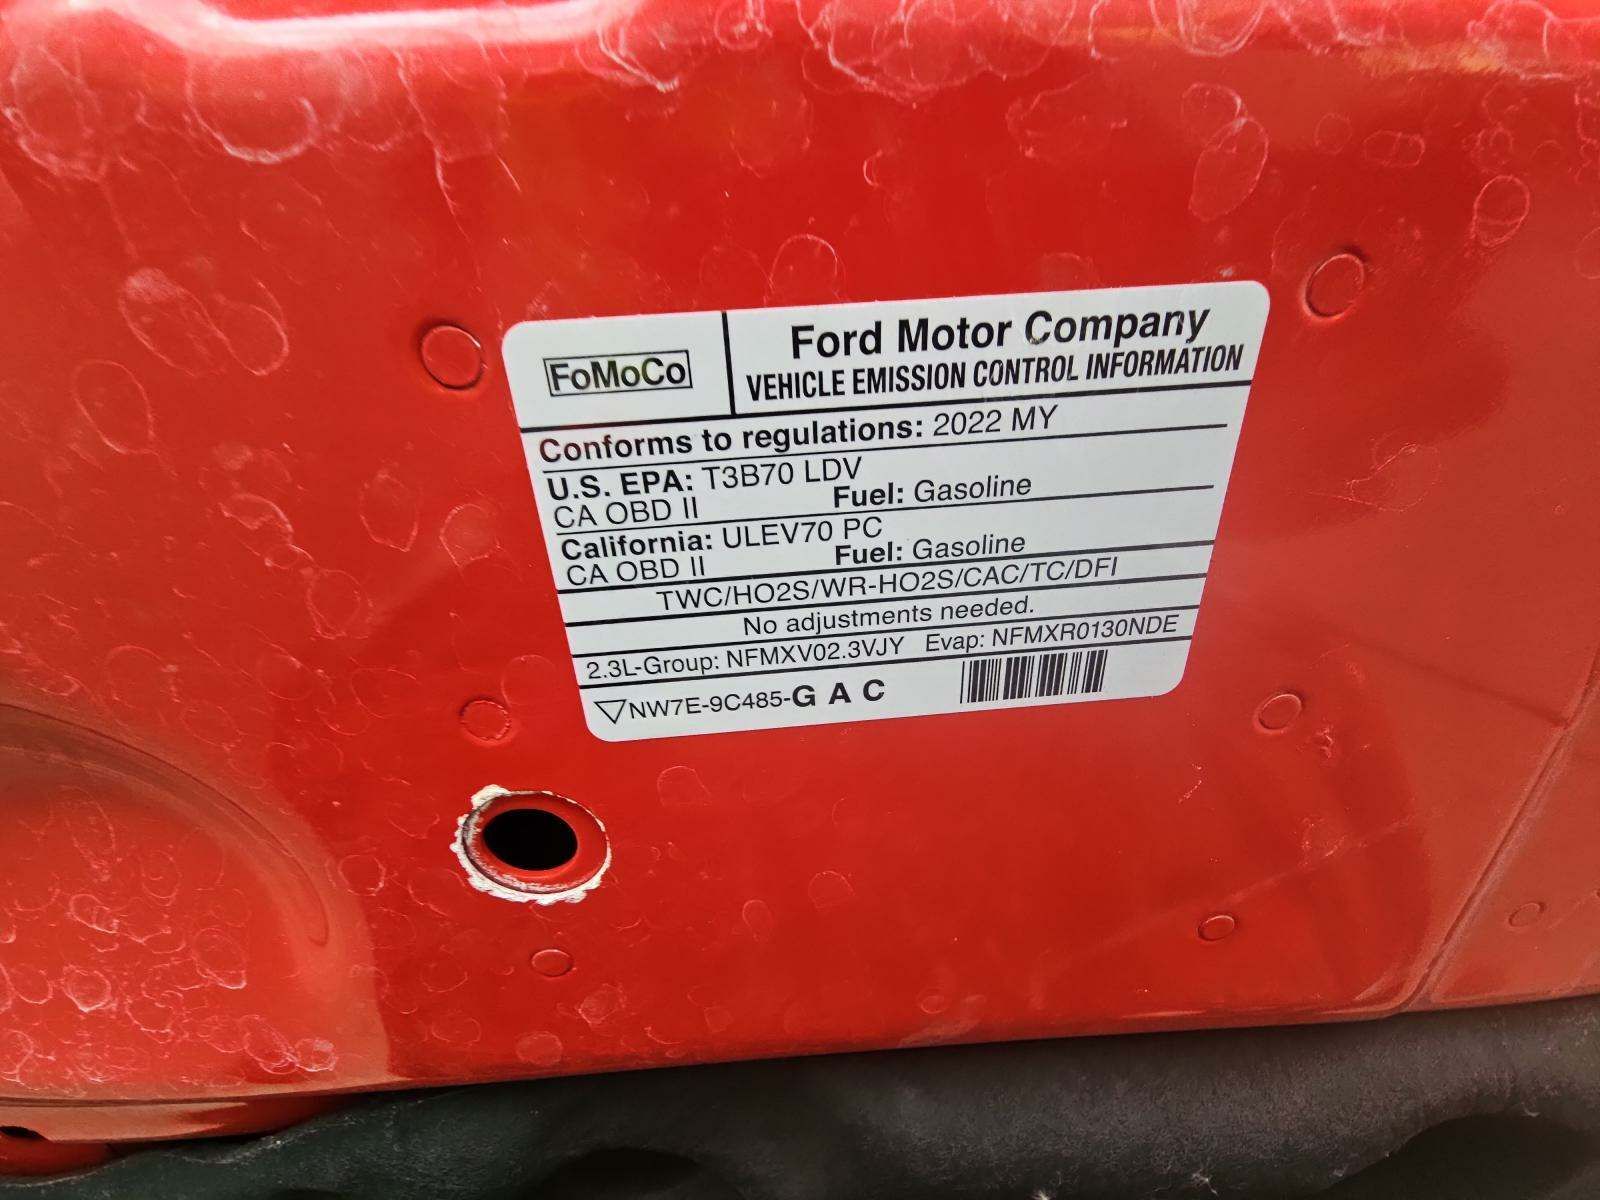 FoMoCo
Ford Motor Company
VEHICLE EMISSION CONTROL INFORMATION
Conforms to regulations: 2022 MY
U.S. EPA: T3B70 LDV
CA OBD II Fuel: Gasoline
California: ULEV70 PC
CA OBD II Fuel: Gasoline
TWC/HO2S/WR-HO2S/CAC/TC/DFI
No adjustments needed.
2.3L-Group: NFMXV02.3VJY Evap: NFMXR0130NDE
▽NW7E-9C485-G A C